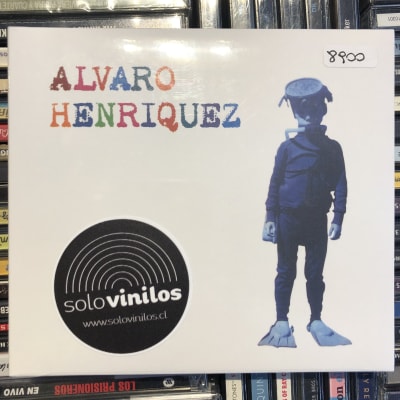 8900
ALVARO
HENRIQUEZ
solovinilos
www.solovinilos.cl
EN VIVO
LOS PRISIONEROS